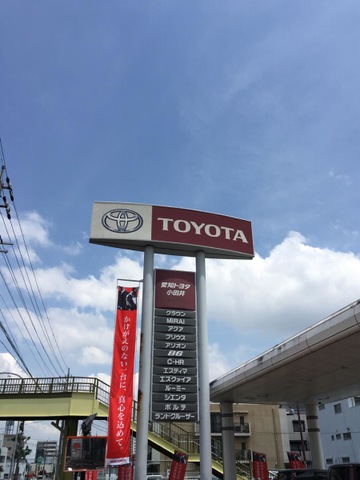 TOYOTA
愛知トヨタ
小田井
クラウン
MIRAI
アクア
プリウス
アリオン
86
C-HR
エスティマ
エスクァイア
ルーミー
シエンタ
ポルテ
ランドクルーザー
かけがえのない一台に、真心を込めて